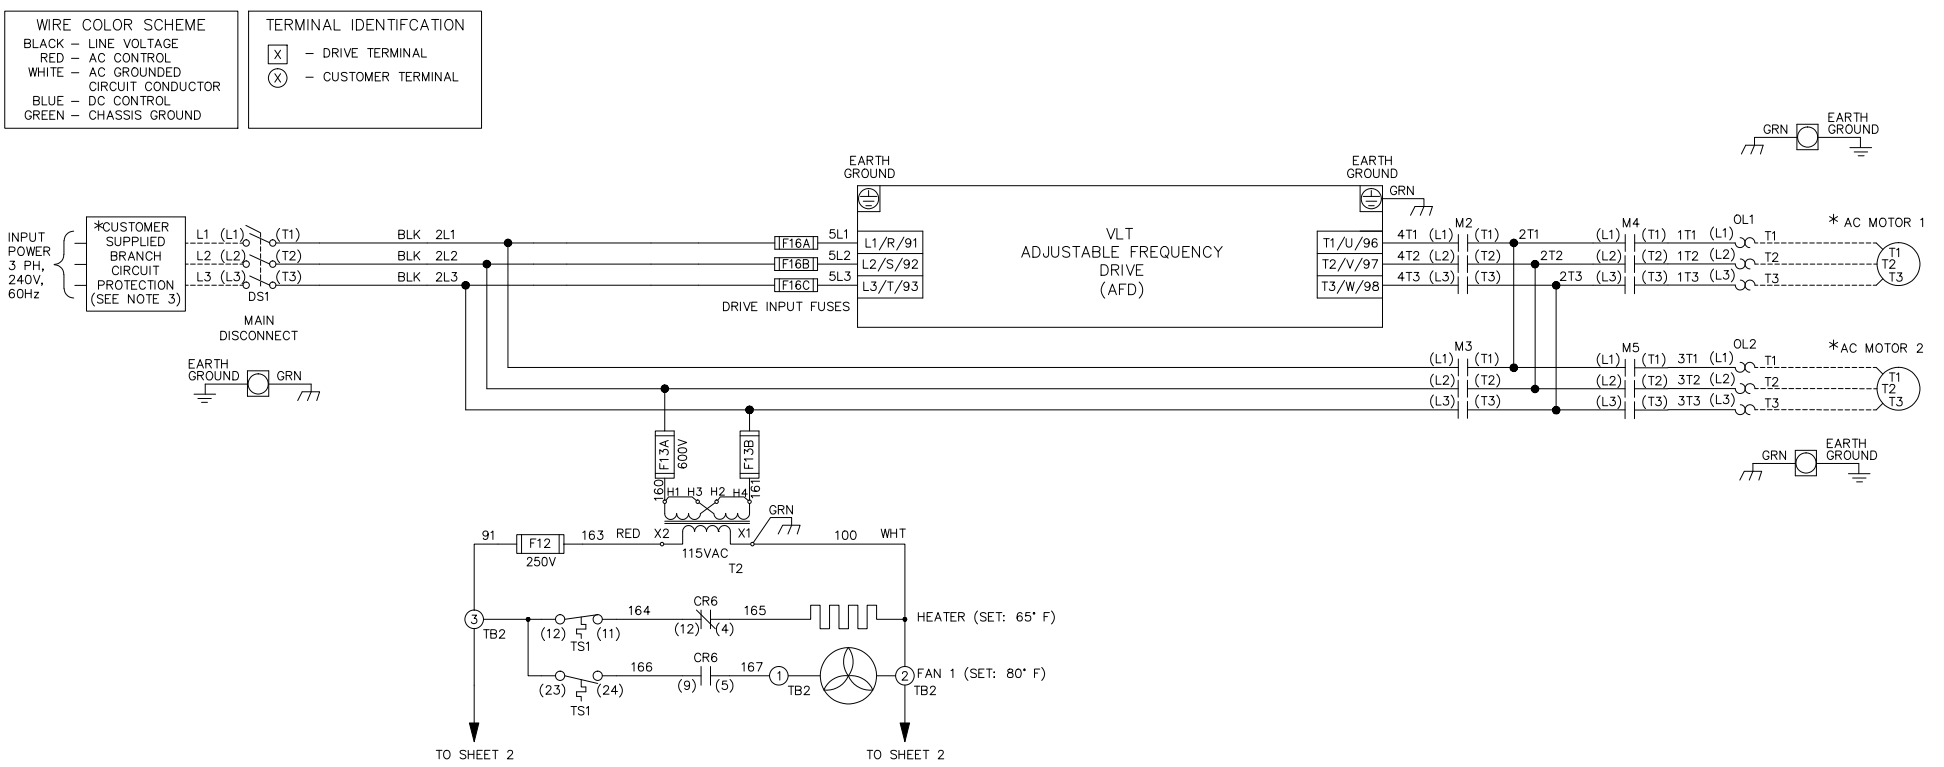 WIRE COLOR SCHEME
BLACK – LINE VOLTAGE
RED – AC CONTROL
WHITE – AC GROUNDED
CIRCUIT CONDUCTOR
BLUE – DC CONTROL
GREEN – CHASSIS GROUND
TERMINAL IDENTIFCATION
X – DRIVE TERMINAL
X – CUSTOMER TERMINAL
INPUT
POWER
3 PH,
240V,
60Hz
*CUSTOMER
SUPPLIED
BRANCH
CIRCUIT
PROTECTION
(SEE NOTE 3)
L1 (L1) (T1) BLK 2L1
L2 (L2) (T2) BLK 2L2
L3 (L3) (T3) BLK 2L3
DS1
MAIN
DISCONNECT
EARTH
GROUND GRN
F16A 5L1
F16B 5L2
F16C 5L3
DRIVE INPUT FUSES
EARTH
GROUND
L1/R/91
L2/S/92
L3/T/93
VLT
ADJUSTABLE FREQUENCY
DRIVE
(AFD)
EARTH
GROUND
GRN
T1/U/96
T2/V/97
T3/W/98
M2
4T1 (L1) (T1) 2T1
4T2 (L2) (T2) 2T2
4T3 (L3) (T3) 2T3
M4 OL1
(L1) (T1) 1T1 (L1) T1
(L2) (T2) 1T2 (L2) T2
(L3) (T3) 1T3 (L3) T3
* AC MOTOR 1
T1
T2
T3
GRN EARTH
GROUND
M3
(L1) (T1)
(L2) (T2)
(L3) (T3)
M5 OL2
(L1) (T1) 3T1 (L1) T1
(L2) (T2) 3T2 (L2) T2
(L3) (T3) 3T3 (L3) T3
* AC MOTOR 2
T1
T2
T3
GRN EARTH
GROUND
F13A
600V
F13B
160
161
H1 H3 H2 H4
GRN
91 F12 163 RED X2 X1 100 WHT
250V
115VAC
T2
3
TB2
(12) (11) 164 CR6 165
TS1
(12) (4)
HEATER (SET: 65° F)
(23) (24) 166 CR6 167
TS1
(9) (5)
1
TB2
2
TB2
FAN 1 (SET: 80° F)
TO SHEET 2
TO SHEET 2